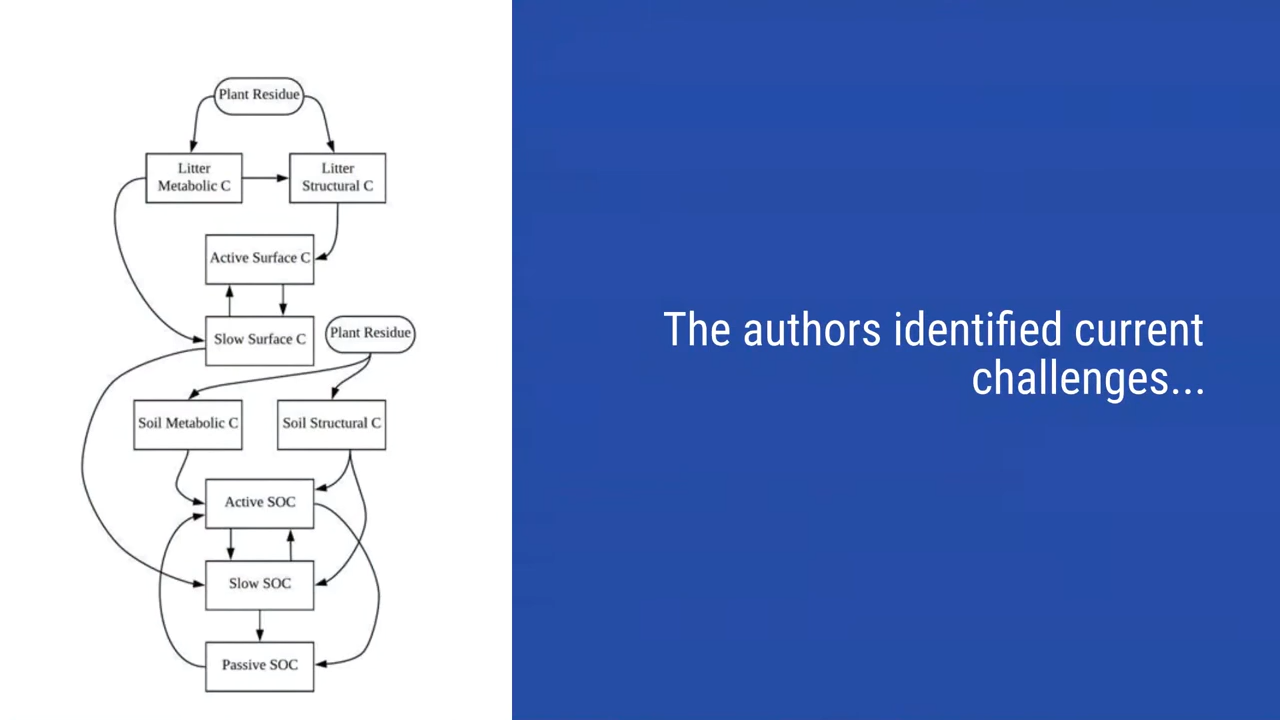 Plant Residue
Litter
Metabolic C
Litter
Structural C
Active Surface C
Slow Surface C
Plant Residue
Soil Metabolic C
Soil Structural C
Active SOC
Slow SOC
Passive SOC
The authors identified current
challenges...